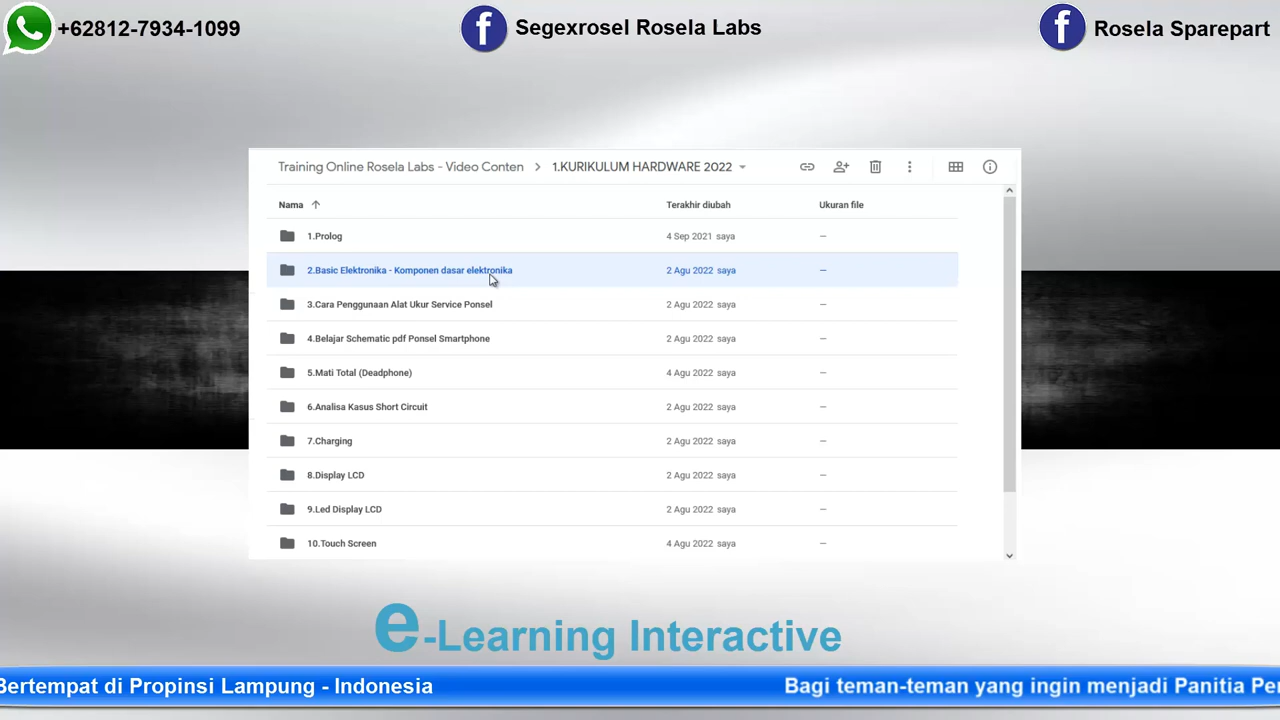 +62812-7934-1099
Segexrosel Rosela Labs
Rosela Sparepart
Training Online Rosela Labs - Video Conten > 1.KURIKULUM HARDWARE 2022
Nama Terakhir diubah Ukuran file
1.Prolog 4 Sep 2021 saya —
2.Basic Elektronika - Komponen dasar elektronika 2 Agu 2022 saya —
3.Cara Penggunaan Alat Ukur Service Ponsel 2 Agu 2022 saya —
4.Belajar Schematic pdf Ponsel Smartphone 2 Agu 2022 saya —
5.Mati Total (Deadphone) 4 Agu 2022 saya —
6.Analisa Kasus Short Circuit 2 Agu 2022 saya —
7.Charging 2 Agu 2022 saya —
8.Display LCD 2 Agu 2022 saya —
9.Led Display LCD 2 Agu 2022 saya —
10.Touch Screen 4 Agu 2022 saya —
e-Learning Interactive
Bertempat di Propinsi Lampung - Indonesia
Bagi teman-teman yang ingin menjadi Panitia